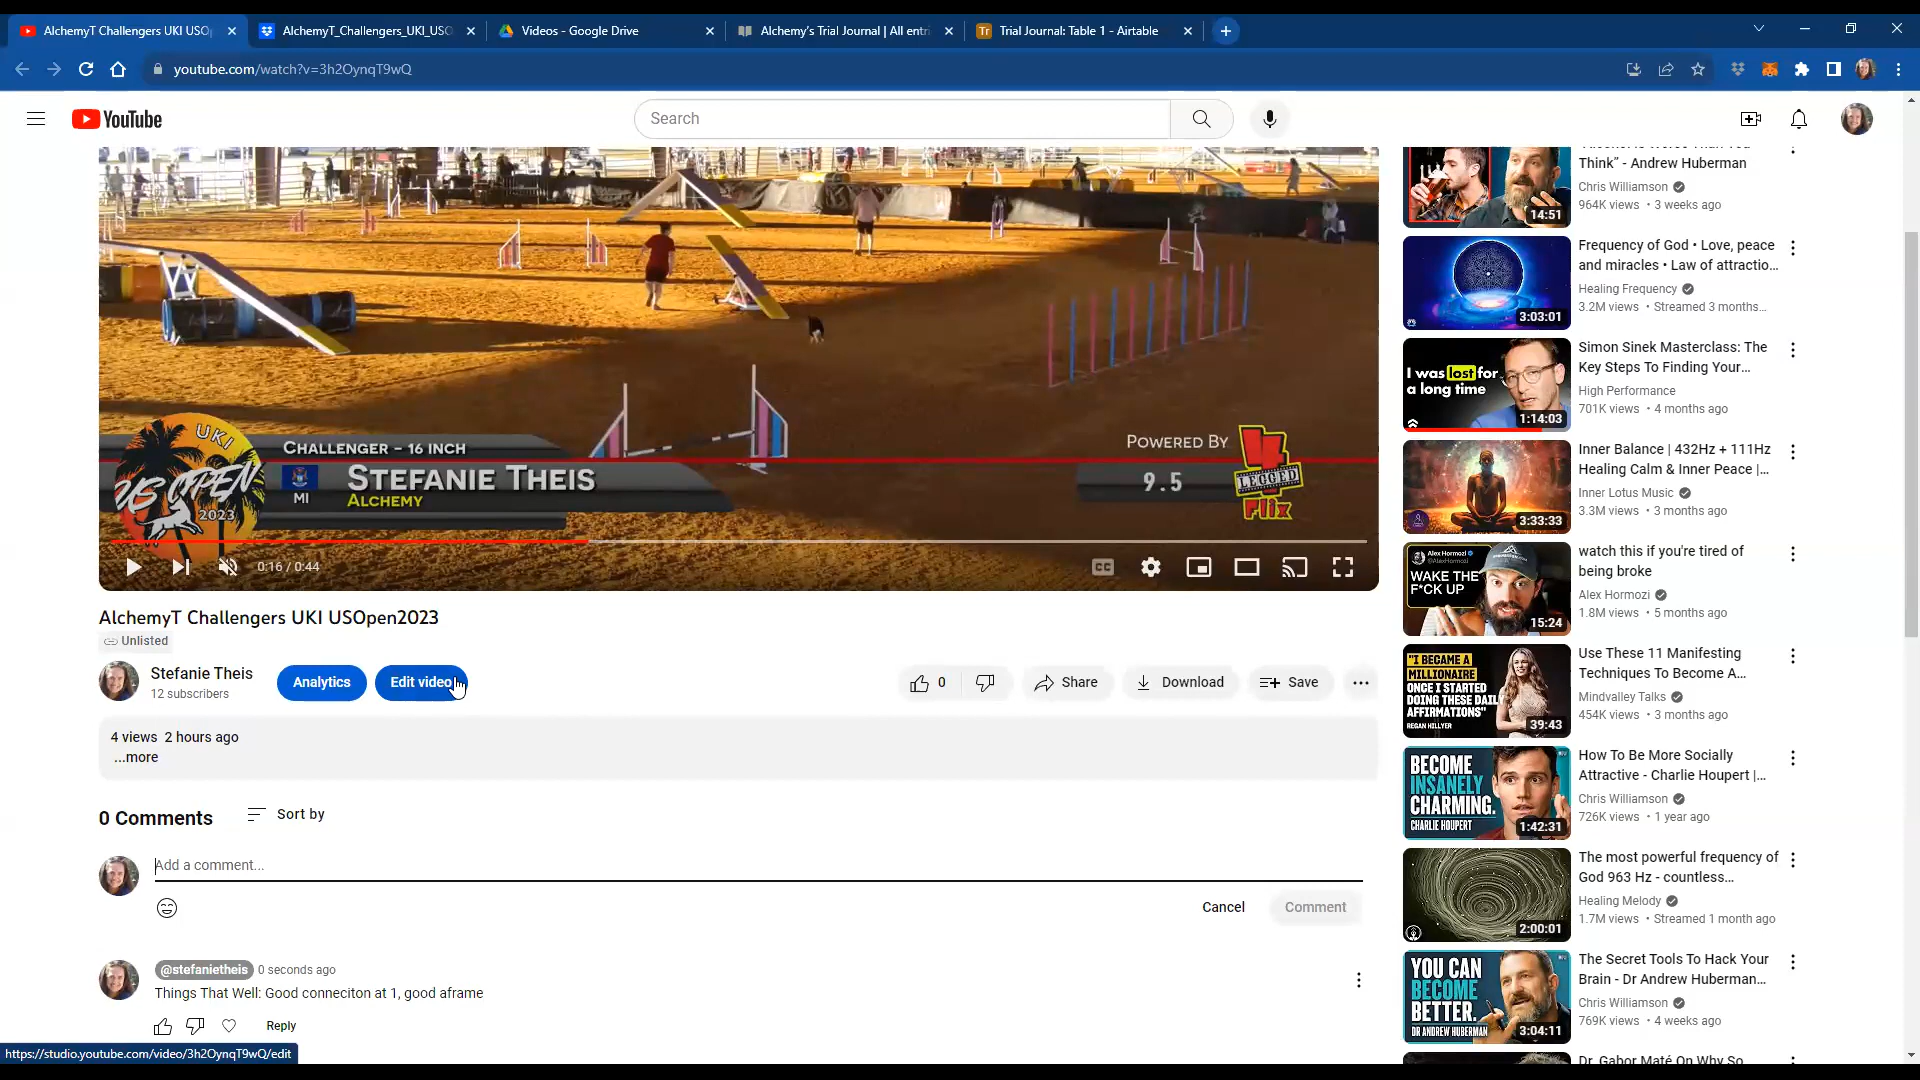 AlchemyT Challengers UKI USOp
AlchemyT_Challengers_UKI_USO
Videos - Google Drive
Alchemy's Trial Journal | All entri
Tr
Trial Journal: Table 1 - Airtable
youtube.com/watch?v=3h2OynqT9wQ
YouTube
Search
Think” - Andrew Huberman
Chris Williamson
964K views • 3 weeks ago
14:51
Frequency of God • Love, peace
and miracles • Law of attractio...
Healing Frequency
3.2M views • Streamed 3 months...
3:03:01
I was lost for
a long time
1:14:03
Simon Sinek Masterclass: The
Key Steps To Finding Your...
High Performance
701K views • 4 months ago
3:33:33
Inner Balance | 432Hz + 111Hz
Healing Calm & Inner Peace |...
Inner Lotus Music
3.3M views • 3 months ago
Alex Hormozi
@AlexHormozi
WAKE THE
F*CK UP
15:24
watch this if you're tired of
being broke
Alex Hormozi
1.8M views • 5 months ago
"I BECAME A
MILLIONAIRE
ONCE I STARTED
DOING THESE DAILY
AFFIRMATIONS"
REGAN HILLYER
39:43
Use These 11 Manifesting
Techniques To Become A...
Mindvalley Talks
454K views • 3 months ago
BECOME
INSANELY
CHARMING.
CHARLIE HOUPERT
1:42:31
How To Be More Socially
Attractive - Charlie Houpert |...
Chris Williamson
726K views • 1 year ago
2:00:01
The most powerful frequency of
God 963 Hz - countless...
Healing Melody
1.7M views • Streamed 1 month ago
YOU CAN
BECOME
BETTER.
DR ANDREW HUBERMAN
3:04:11
The Secret Tools To Hack Your
Brain - Dr Andrew Huberman...
Chris Williamson
769K views • 4 weeks ago
Dr. Gabor Maté On Why So
UKI
US OPEN
2023
CHALLENGER - 16 INCH
MI
STEFANIE THEIS
ALCHEMY
POWERED BY
9.5
4 LEGGED
Flix
0:16 / 0:44
CC
AlchemyT Challengers UKI USOpen2023
Unlisted
Stefanie Theis
12 subscribers
Analytics
Edit video
0
Share
Download
Save
4 views 2 hours ago
...more
0 Comments
Sort by
Add a comment...
Cancel
Comment
@stefanietheis 0 seconds ago
Things That Well: Good conneciton at 1, good aframe
Reply
https://studio.youtube.com/video/3h2OynqT9wQ/edit